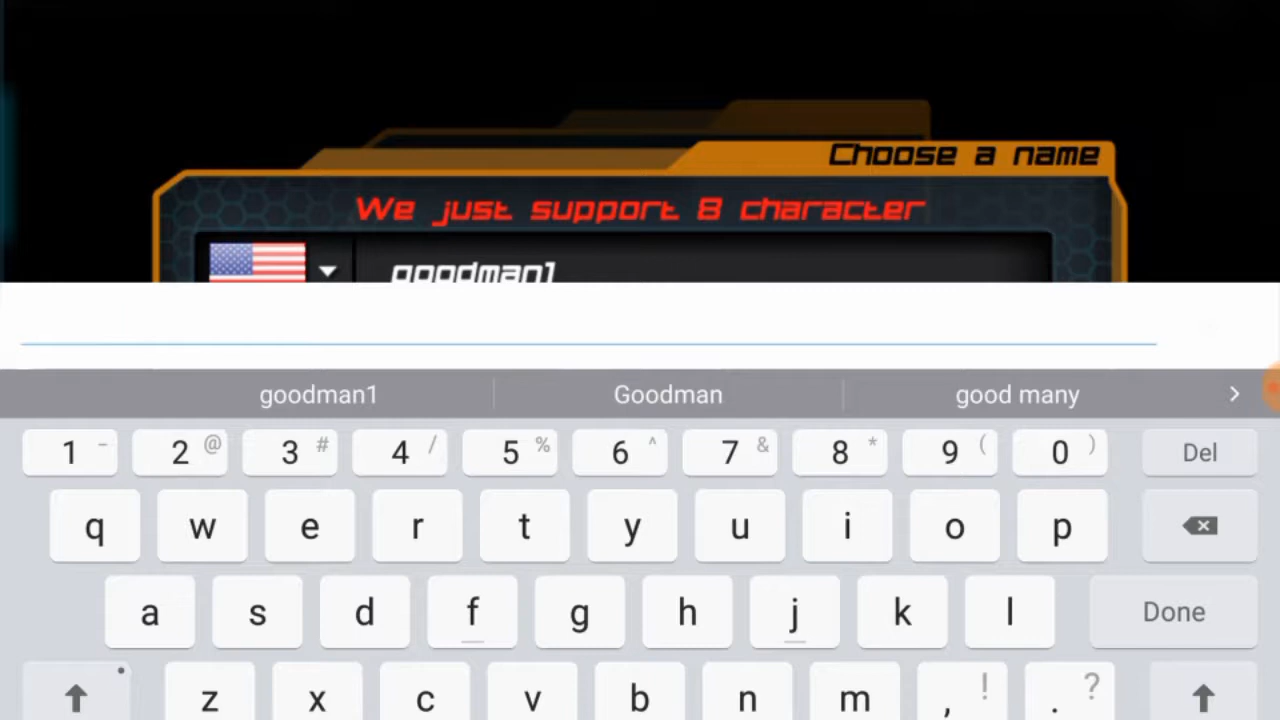 Choose a name
We just support 8 character
goodman1
goodman1 Goodman good many >
1 - 2 @ 3 # 4 / 5 % 6 ^ 7 & 8 * 9 ( 0 ) Del
q w e r t y u i o p
a s d f g h j k l Done
z x c v b n m , ! . ?